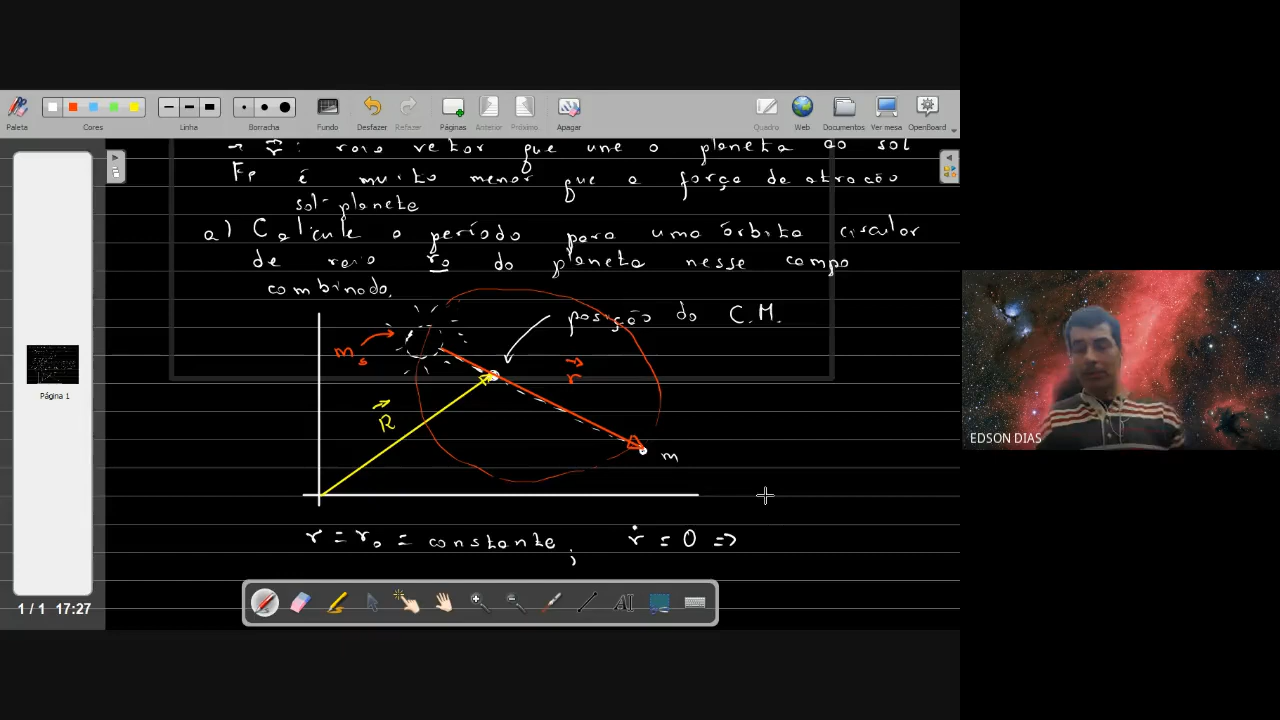 Paleta
Cores
Linha
Borracha
Fundo
Desfazer
Refazer
Páginas
Anterior
Próximo
Apagar
Quadro
Web
Documentos
Ver mesa
OpenBoard
→ r : raio vetor que une o planeta ao sol
Fp é muito menor que a força de atração
sol-planeta
a) Calcule o período para uma órbita circular
de raio ro do planeta nesse campo
combinado.
posição do C.M.
ms
r
R
m
r = r0 = constante ; ṙ = 0 =>
Página 1
1 / 1 17:27
AI
EDSON DIAS